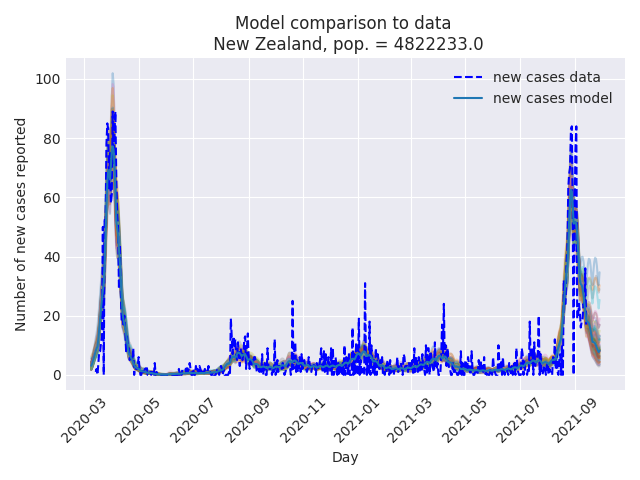 Model comparison to data
New Zealand, pop. = 4822233.0
Number of new cases reported
100
80
60
40
20
0
new cases data
new cases model
2020-03
2020-05
2020-07
2020-09
2020-11
2021-01
2021-03
2021-05
2021-07
2021-09
Day